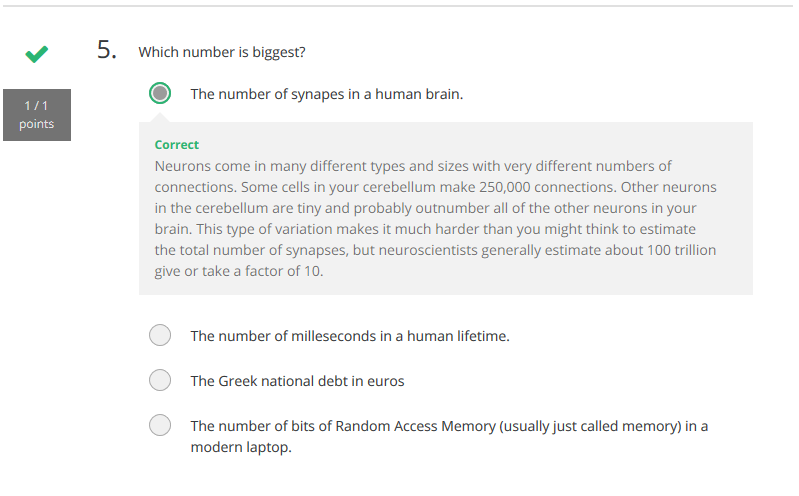 5. Which number is biggest?
1 / 1
points
The number of synapes in a human brain.
Correct
Neurons come in many different types and sizes with very different numbers of
connections. Some cells in your cerebellum make 250,000 connections. Other neurons
in the cerebellum are tiny and probably outnumber all of the other neurons in your
brain. This type of variation makes it much harder than you might think to estimate
the total number of synapses, but neuroscientists generally estimate about 100 trillion
give or take a factor of 10.
The number of milleseconds in a human lifetime.
The Greek national debt in euros
The number of bits of Random Access Memory (usually just called memory) in a
modern laptop.